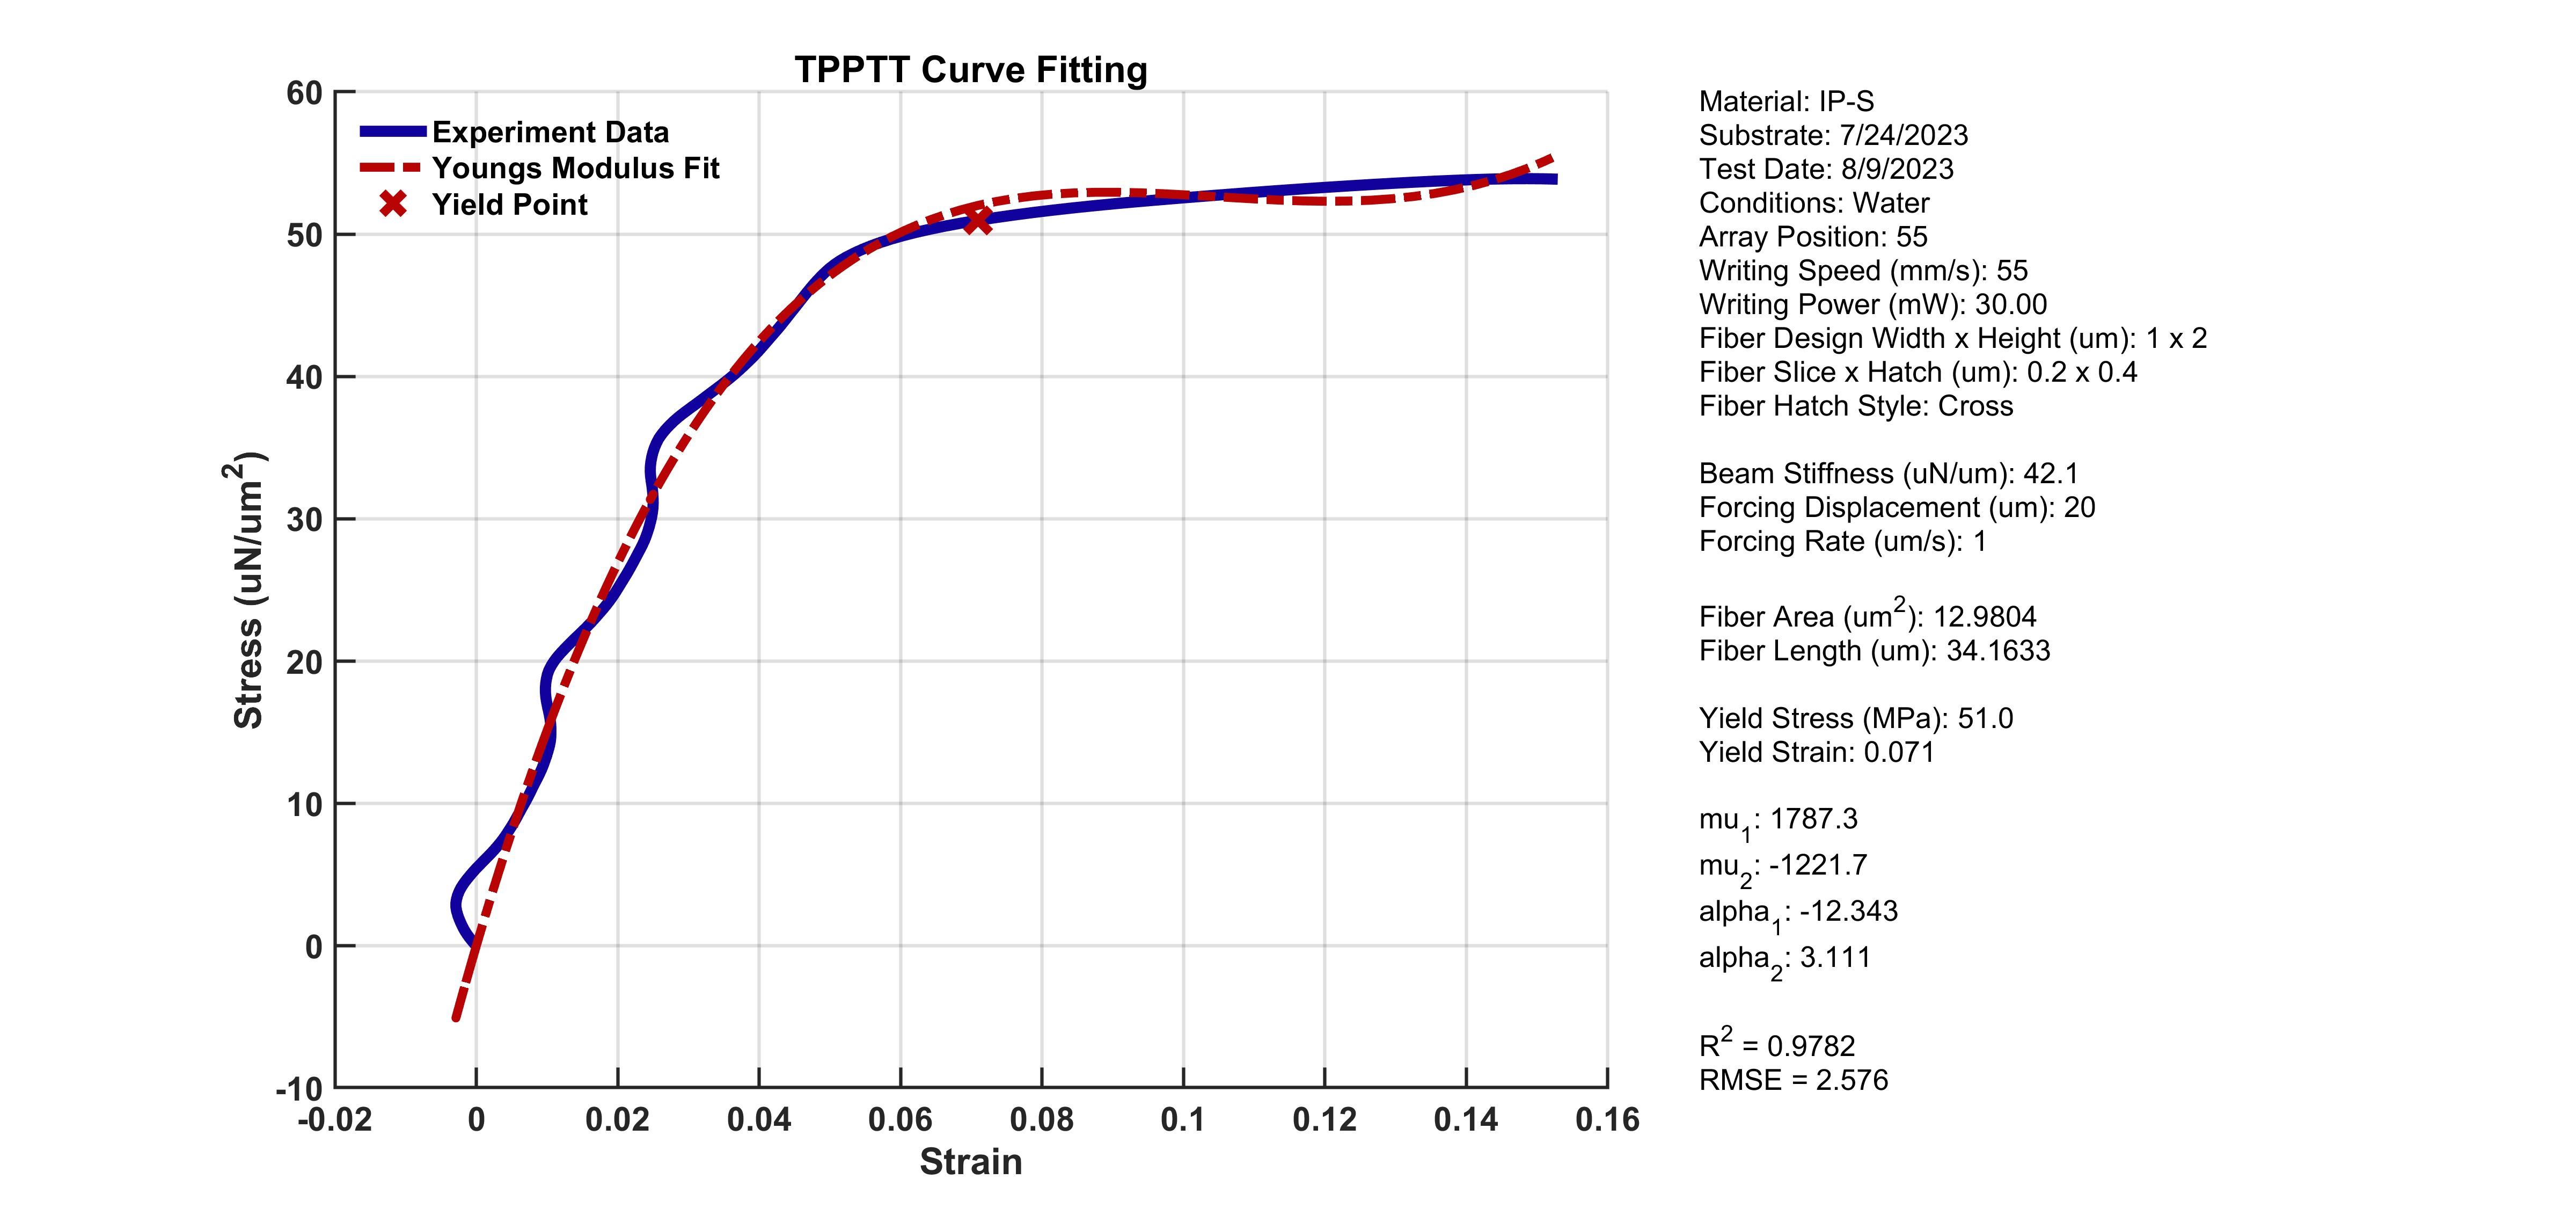 TPPTT Curve Fitting
60
50
40
30
20
10
0
-10
Stress (uN/um²)
Experiment Data
Youngs Modulus Fit
Yield Point
-0.02 0 0.02 0.04 0.06 0.08 0.1 0.12 0.14 0.16
Strain
Material: IP-S
Substrate: 7/24/2023
Test Date: 8/9/2023
Conditions: Water
Array Position: 55
Writing Speed (mm/s): 55
Writing Power (mW): 30.00
Fiber Design Width x Height (um): 1 x 2
Fiber Slice x Hatch (um): 0.2 x 0.4
Fiber Hatch Style: Cross
Beam Stiffness (uN/um): 42.1
Forcing Displacement (um): 20
Forcing Rate (um/s): 1
Fiber Area (um²): 12.9804
Fiber Length (um): 34.1633
Yield Stress (MPa): 51.0
Yield Strain: 0.071
mu₁: 1787.3
mu₂: -1221.7
alpha₁: -12.343
alpha₂: 3.111
R² = 0.9782
RMSE = 2.576